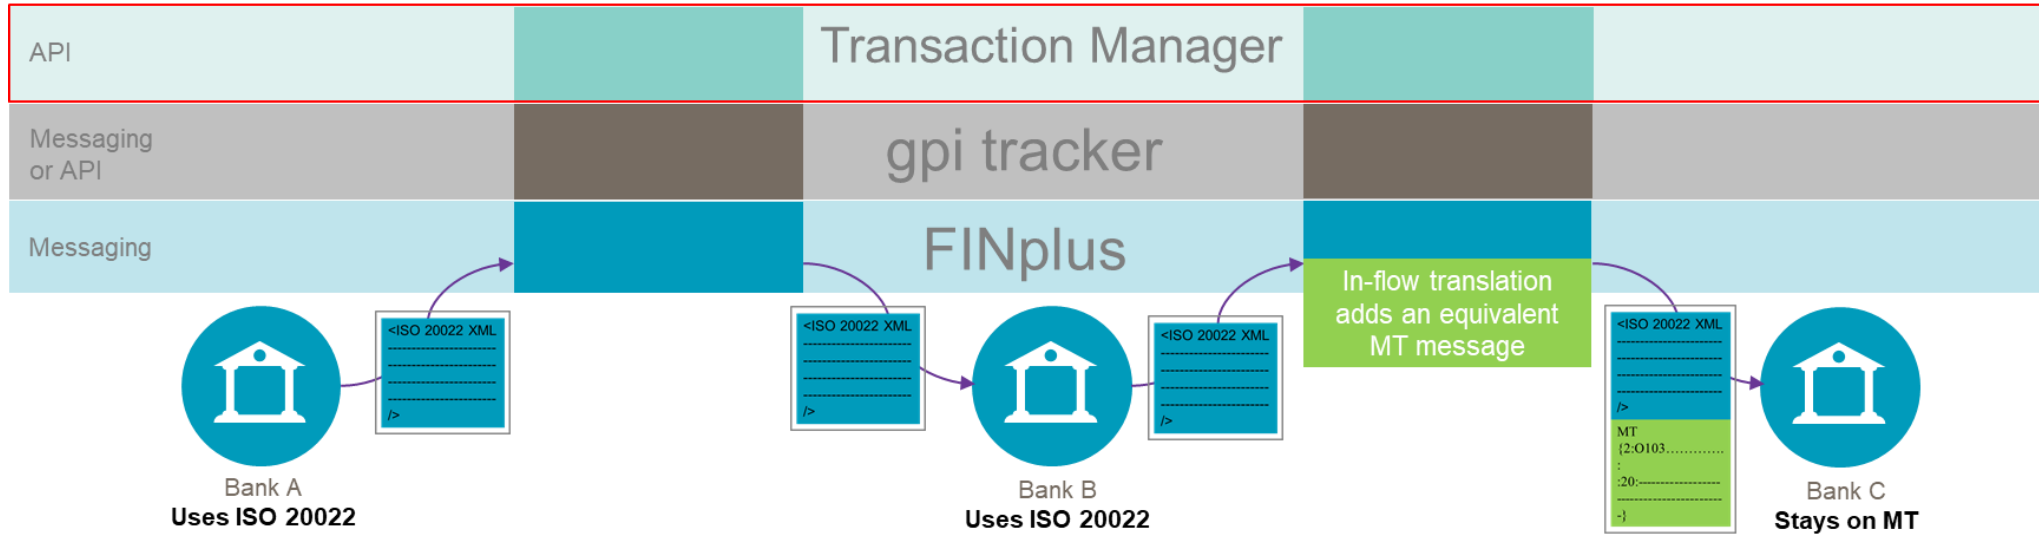 API
Transaction Manager
Messaging
or API
gpi tracker
Messaging
FINplus
In-flow translation
adds an equivalent
MT message
<ISO 20022 XML
--------------------------
--------------------------
--------------------------
--------------------------
/>
<ISO 20022 XML
--------------------------
--------------------------
--------------------------
--------------------------
/>
<ISO 20022 XML
--------------------------
--------------------------
--------------------------
--------------------------
/>
<ISO 20022 XML
--------------------------
--------------------------
--------------------------
--------------------------
/>
MT
{2:O103.............
:
:20:--------------------
--------------------------
-}
Bank A
Uses ISO 20022
Bank B
Uses ISO 20022
Bank C
Stays on MT